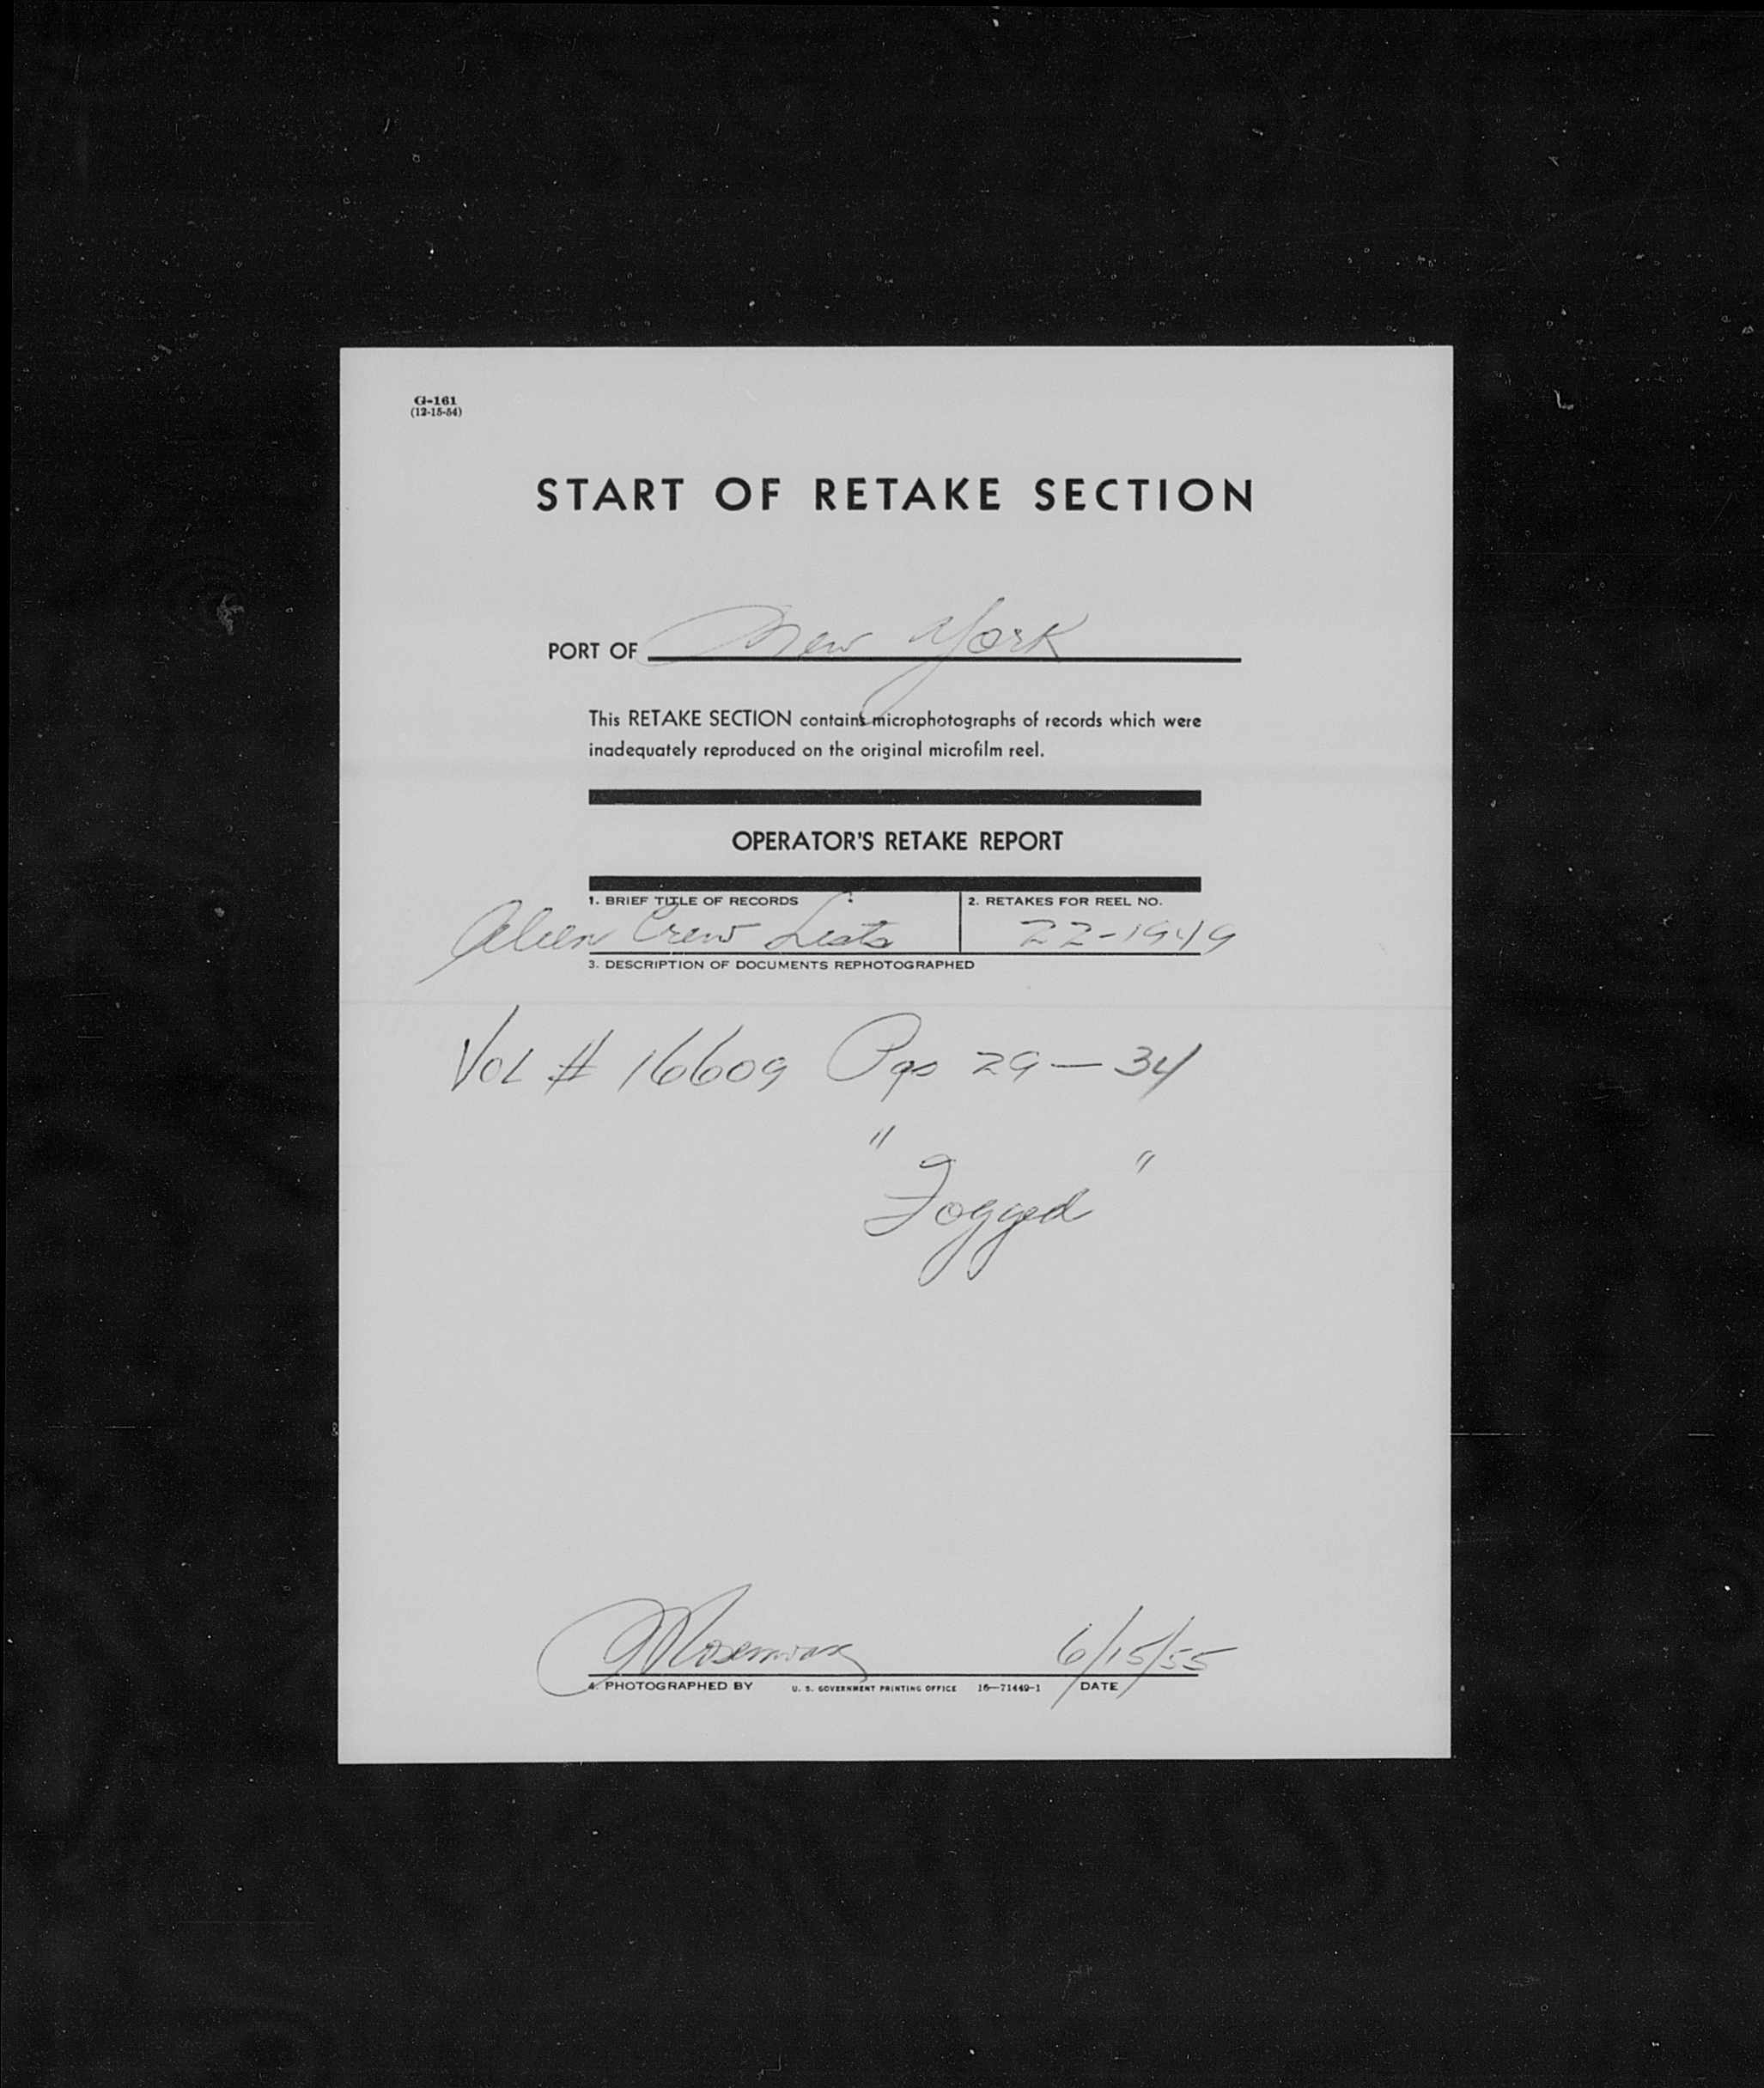 G-161
(12-15-54)
START OF RETAKE SECTION
PORT OF New York
This RETAKE SECTION contains microphotographs of records which were
inadequately reproduced on the original microfilm reel.
OPERATOR'S RETAKE REPORT
1. BRIEF TITLE OF RECORDS 2. RETAKES FOR REEL NO.
Alien Crew Lists 22-1949
3. DESCRIPTION OF DOCUMENTS REPHOTOGRAPHED
Vol # 16609 Pgs 29-34
"Fogged"
6/15/55
4. PHOTOGRAPHED BY U. S. GOVERNMENT PRINTING OFFICE 16—71449-1 DATE